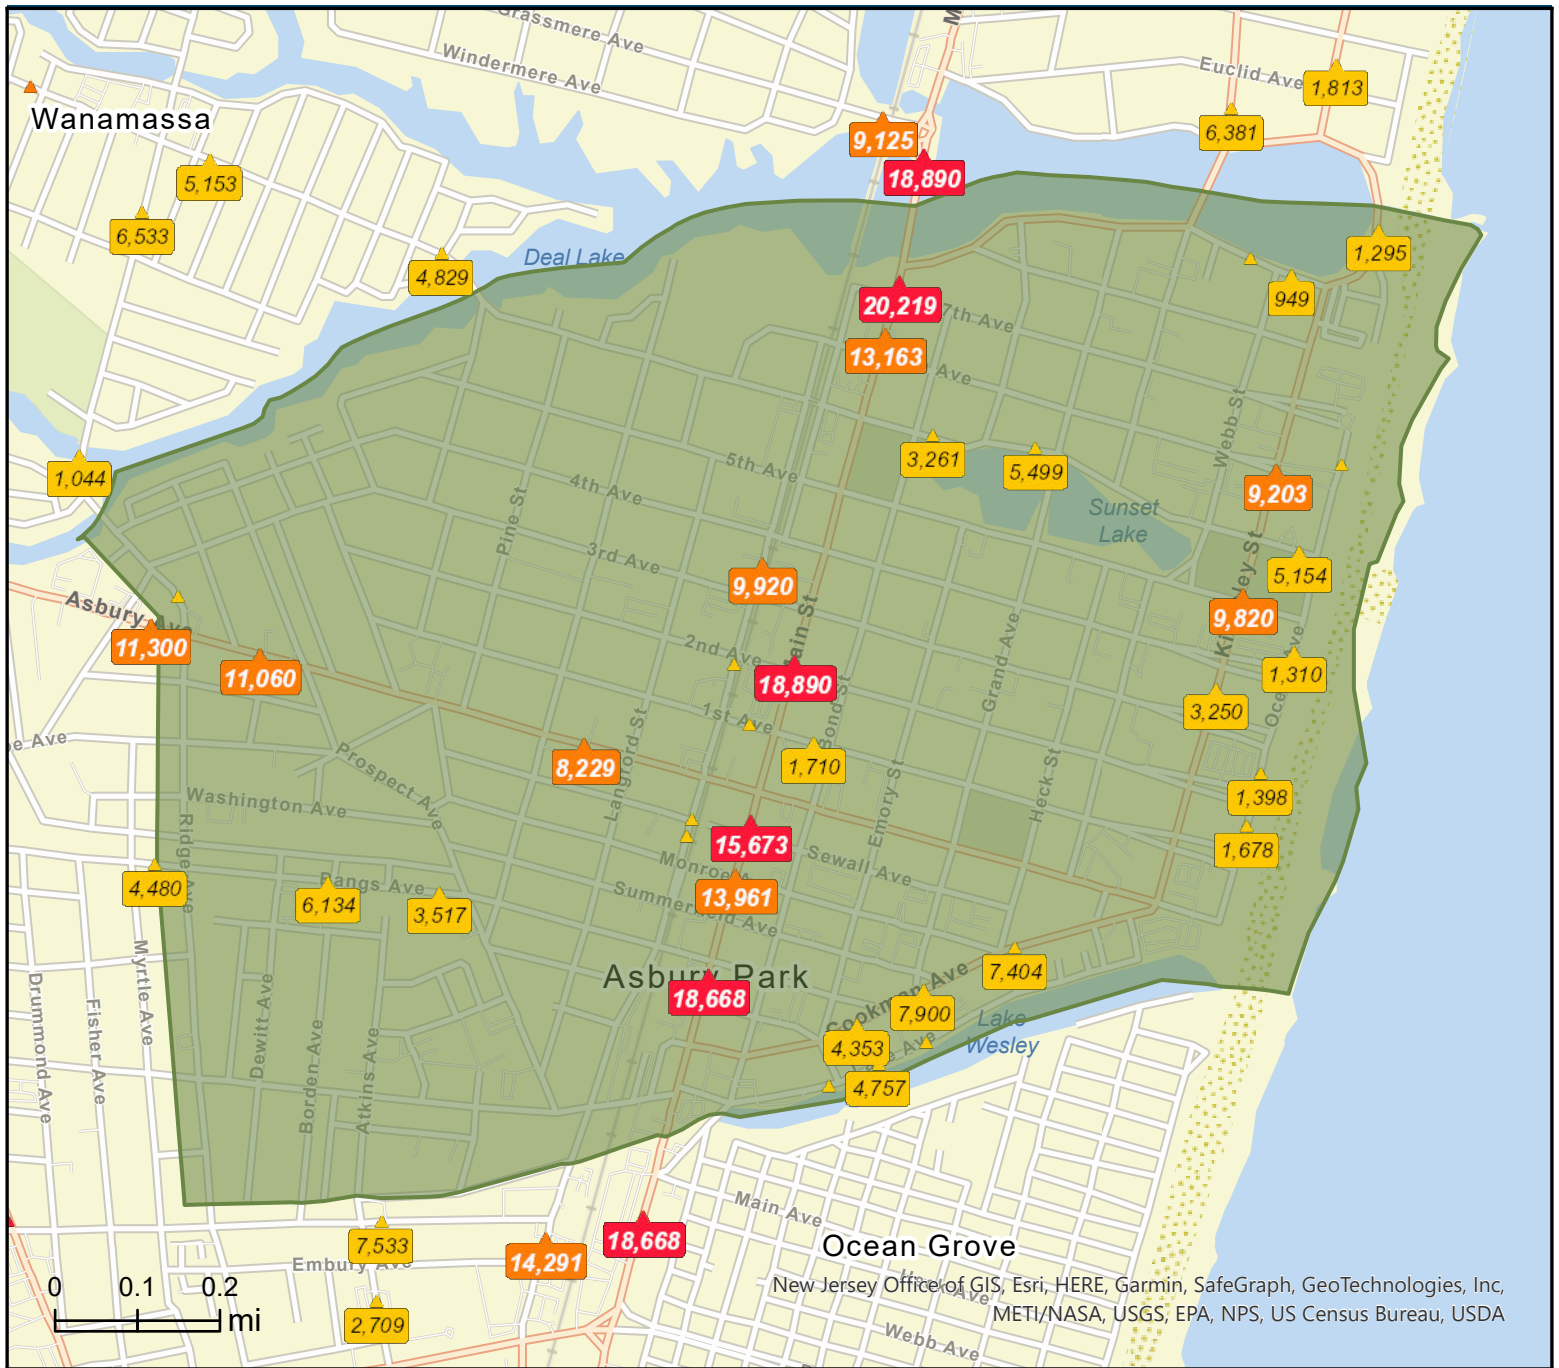 Grassmere Ave
Windermere Ave
Euclid Ave
1,813
Wanamassa
9,125
6,381
5,153
18,890
6,533
Deal Lake
4,829
1,295
949
20,219
7th Ave
13,163
Ave
Webb St
5th Ave
3,261
5,499
1,044
4th Ave
9,203
Pine St
Sunset
Lake
3rd Ave
9,920
5,154
Asbury Ave
9,820
11,300
2nd Ave
Main St
Grand Ave
11,060
18,890
1,310
3,250
1st Ave
Bond St
Langford St
Prospect Ave
8,229
1,710
Heck St
Emory St
1,398
Washington Ave
15,673
Sewall Ave
1,678
Monroe Ave
Ridge Ave
4,480
Bangs Ave
6,134
3,517
13,961
Summerfield Ave
Asbury Park
18,668
Cookman Ave
7,404
7,900
Lake
Wesley
4,353
4,757
Myrtle Ave
Drummond Ave
Fisher Ave
Dewitt Ave
Borden Ave
Atkins Ave
Main Ave
18,668
7,533
Embury Ave
14,291
Ocean Grove
0 0.1 0.2
mi
2,709
Heck Ave
New Jersey Office of GIS, Esri, HERE, Garmin, SafeGraph, GeoTechnologies, Inc,
METI/NASA, USGS, EPA, NPS, US Census Bureau, USDA
Webb Ave